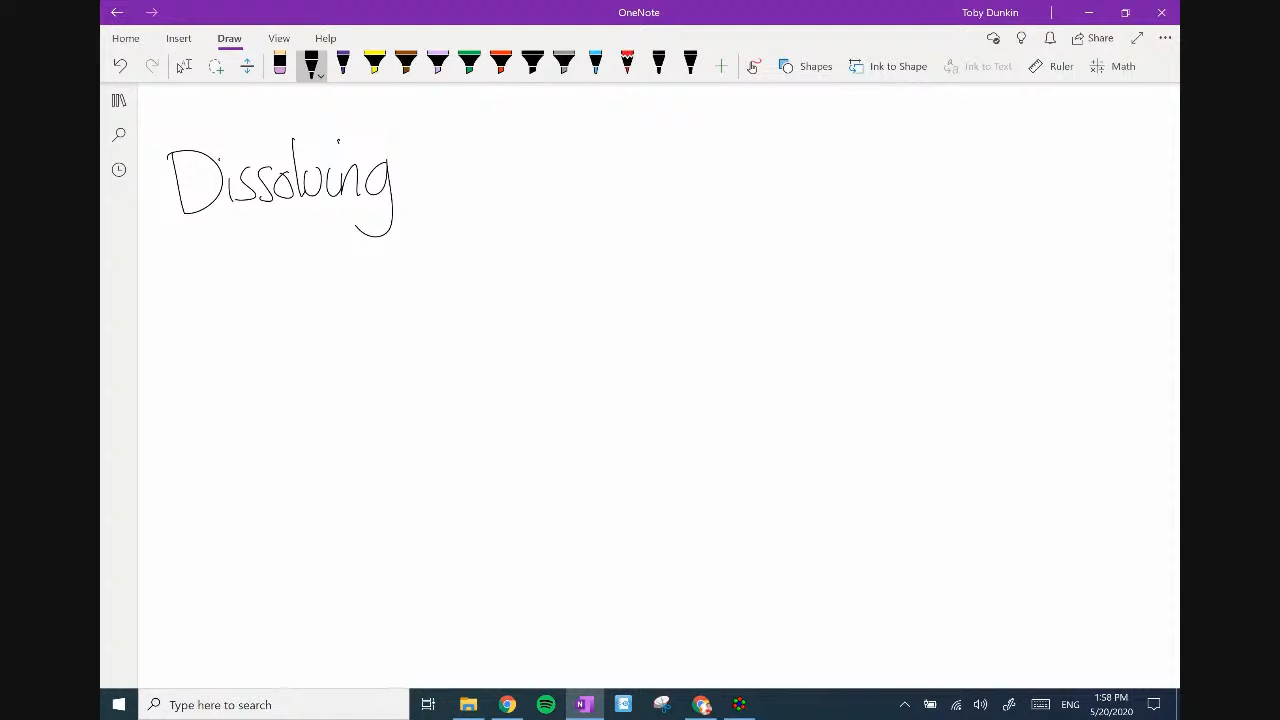 OneNote
Toby Dunkin
Home Insert Draw View Help
Share
Shapes Ink to Shape Ink to Text Ruler Math
Dissolving
Type here to search
ENG
1:58 PM
5/20/2020